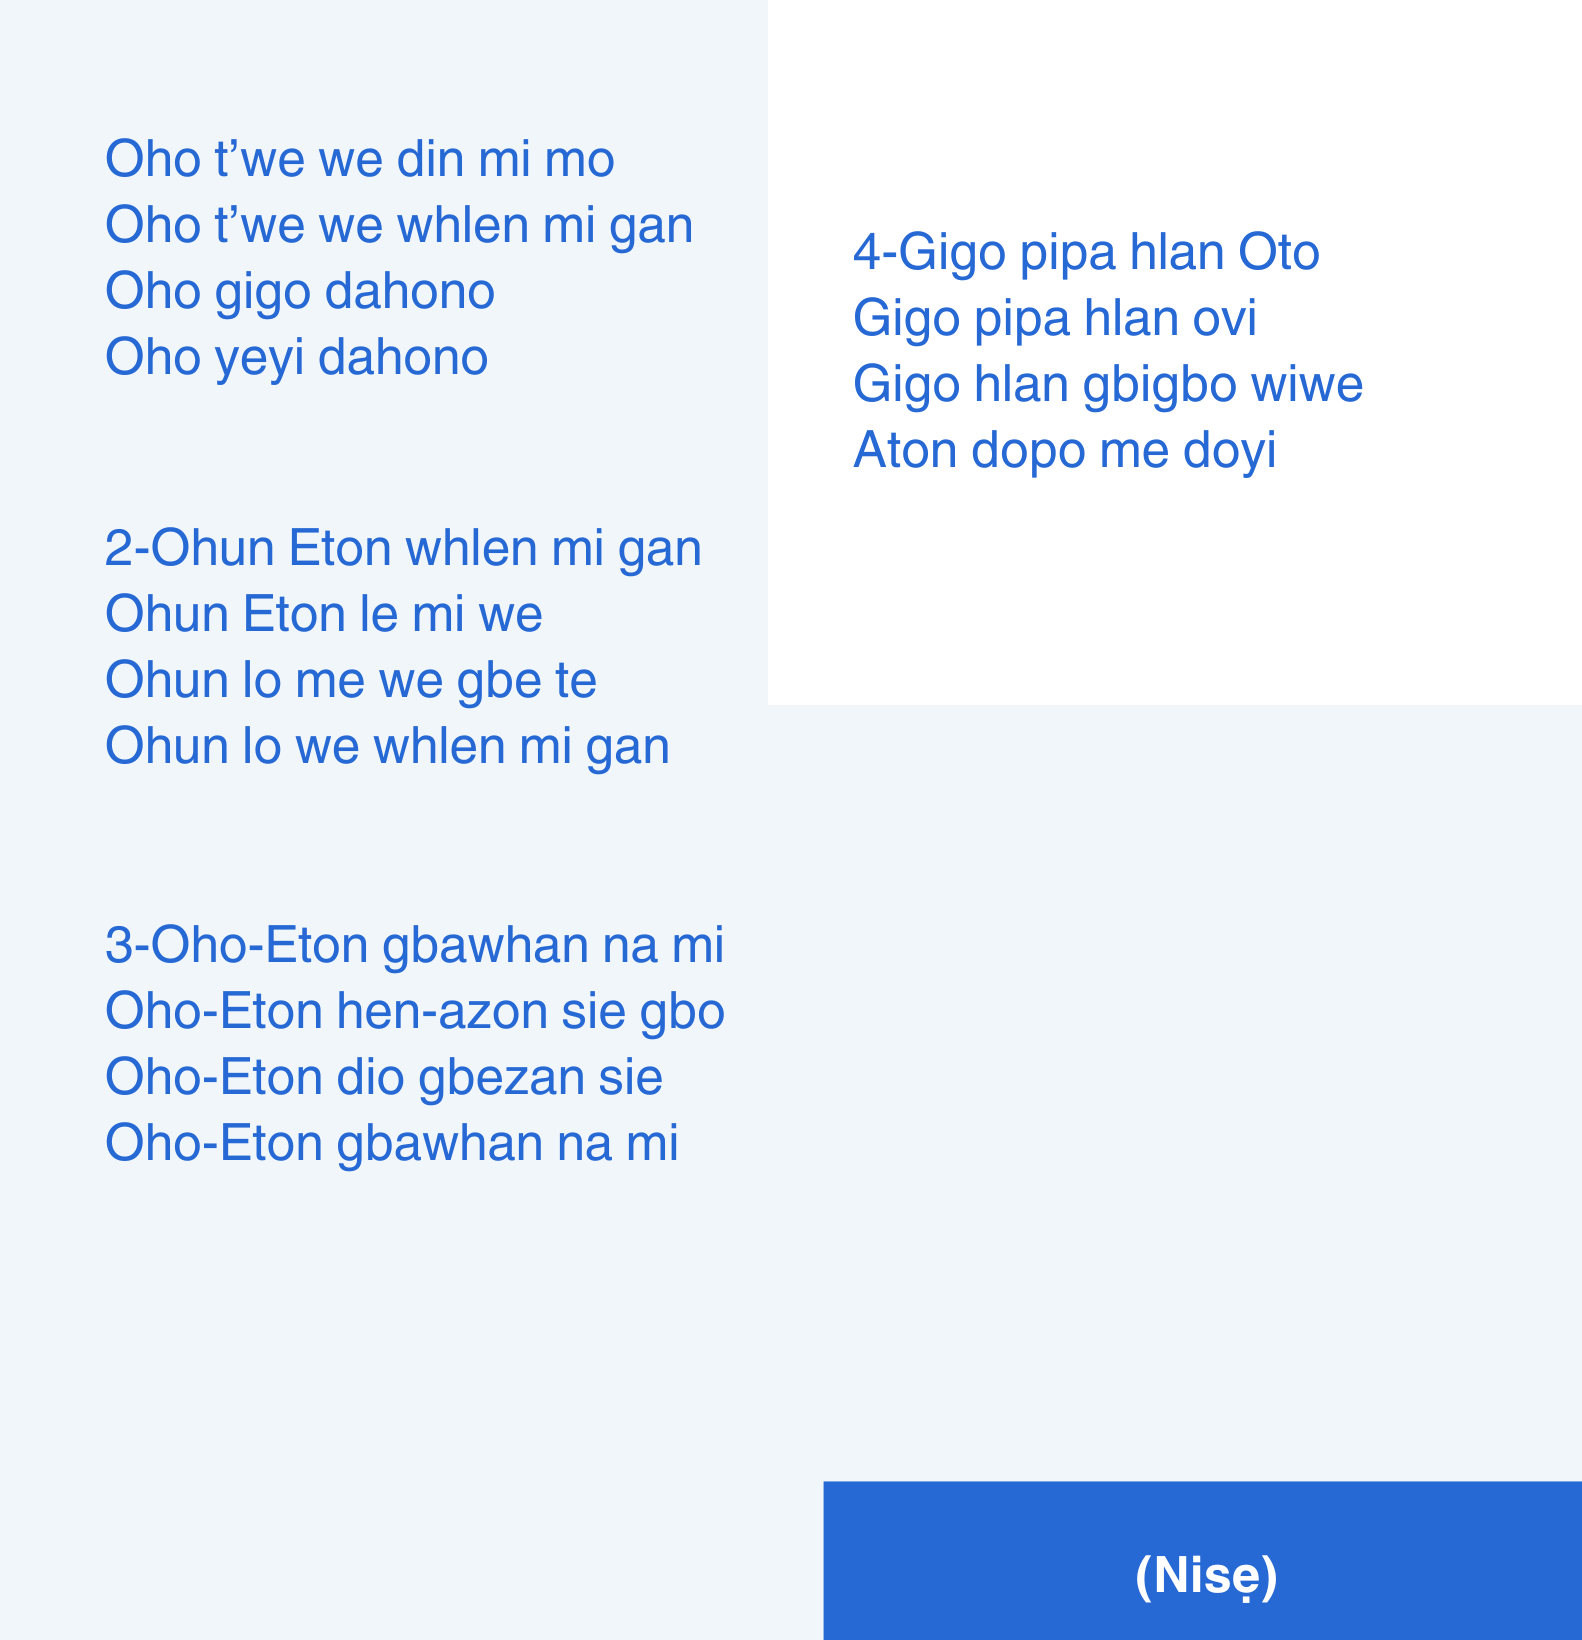 Oho t’we we din mi mo
Oho t’we we whlen mi gan
Oho gigo dahono
Oho yeyi dahono
2-Ohun Eton whlen mi gan
Ohun Eton le mi we
Ohun lo me we gbe te
Ohun lo we whlen mi gan
3-Oho-Eton gbawhan na mi
Oho-Eton hen-azon sie gbo
Oho-Eton dio gbezan sie
Oho-Eton gbawhan na mi
4-Gigo pipa hlan Oto
Gigo pipa hlan ovi
Gigo hlan gbigbo wiwe
Aton dopo me doyi
(Nisẹ)